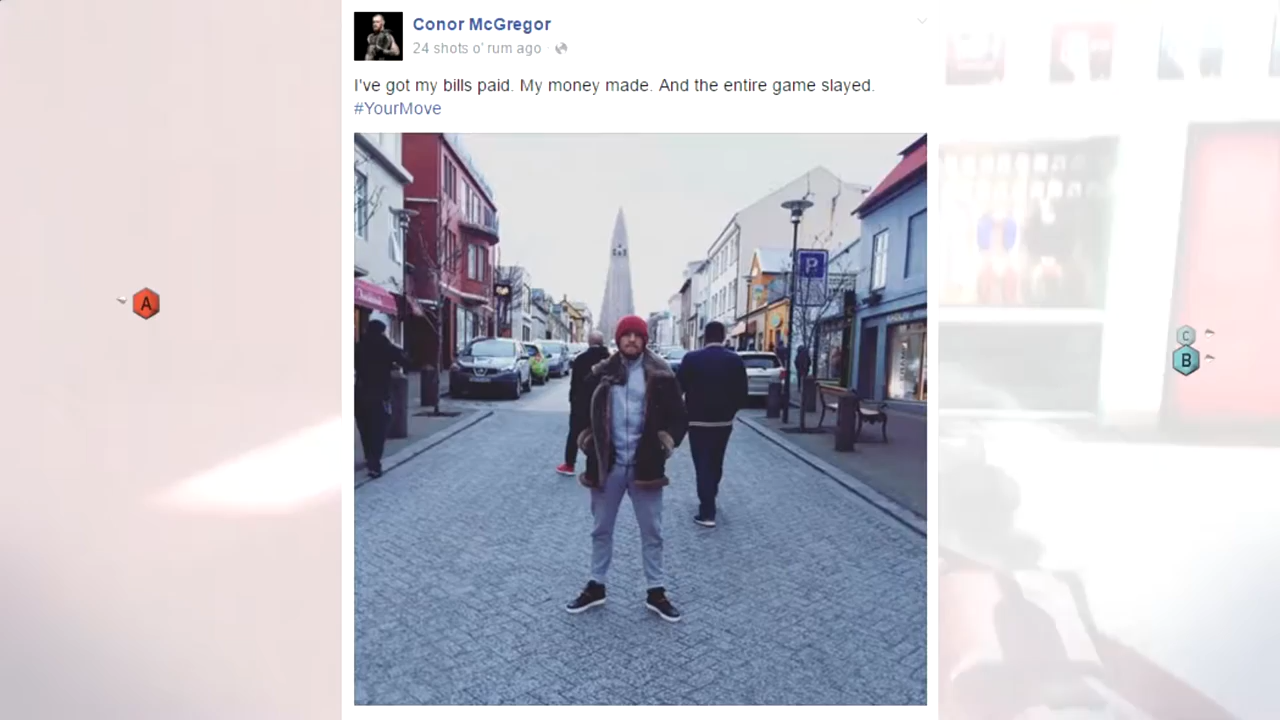 Conor McGregor
24 shots o' rum ago
I've got my bills paid. My money made. And the entire game slayed.
#YourMove
P
A
C
B